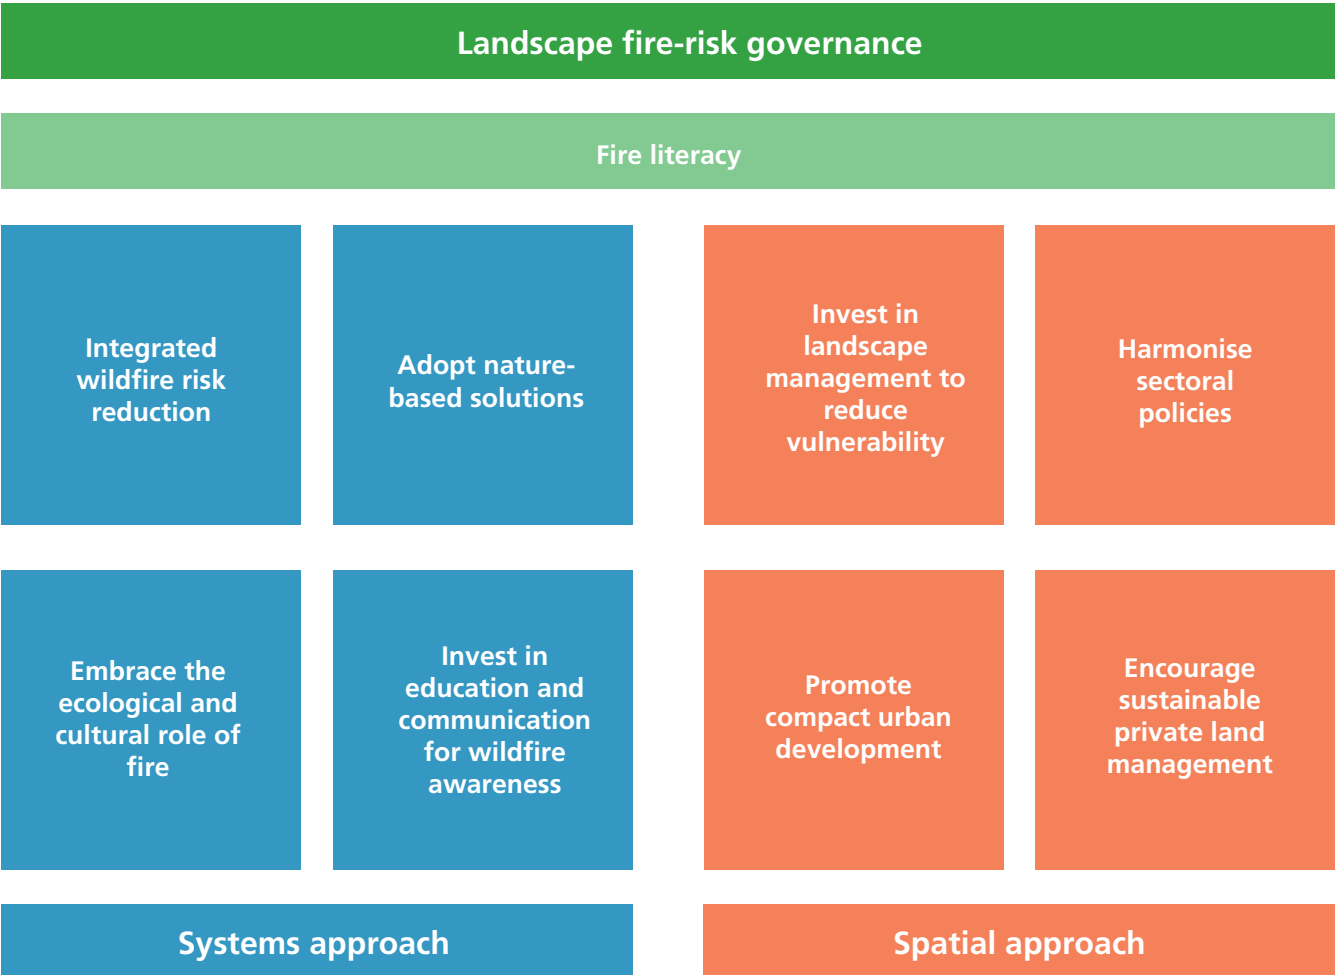 Landscape fire-risk governance
Fire literacy
Integrated
wildfire risk
reduction
Adopt nature-
based solutions
Invest in
landscape
management to
reduce
vulnerability
Harmonise
sectoral
policies
Embrace the
ecological and
cultural role of
fire
Invest in
education and
communication
for wildfire
awareness
Promote
compact urban
development
Encourage
sustainable
private land
management
Systems approach
Spatial approach